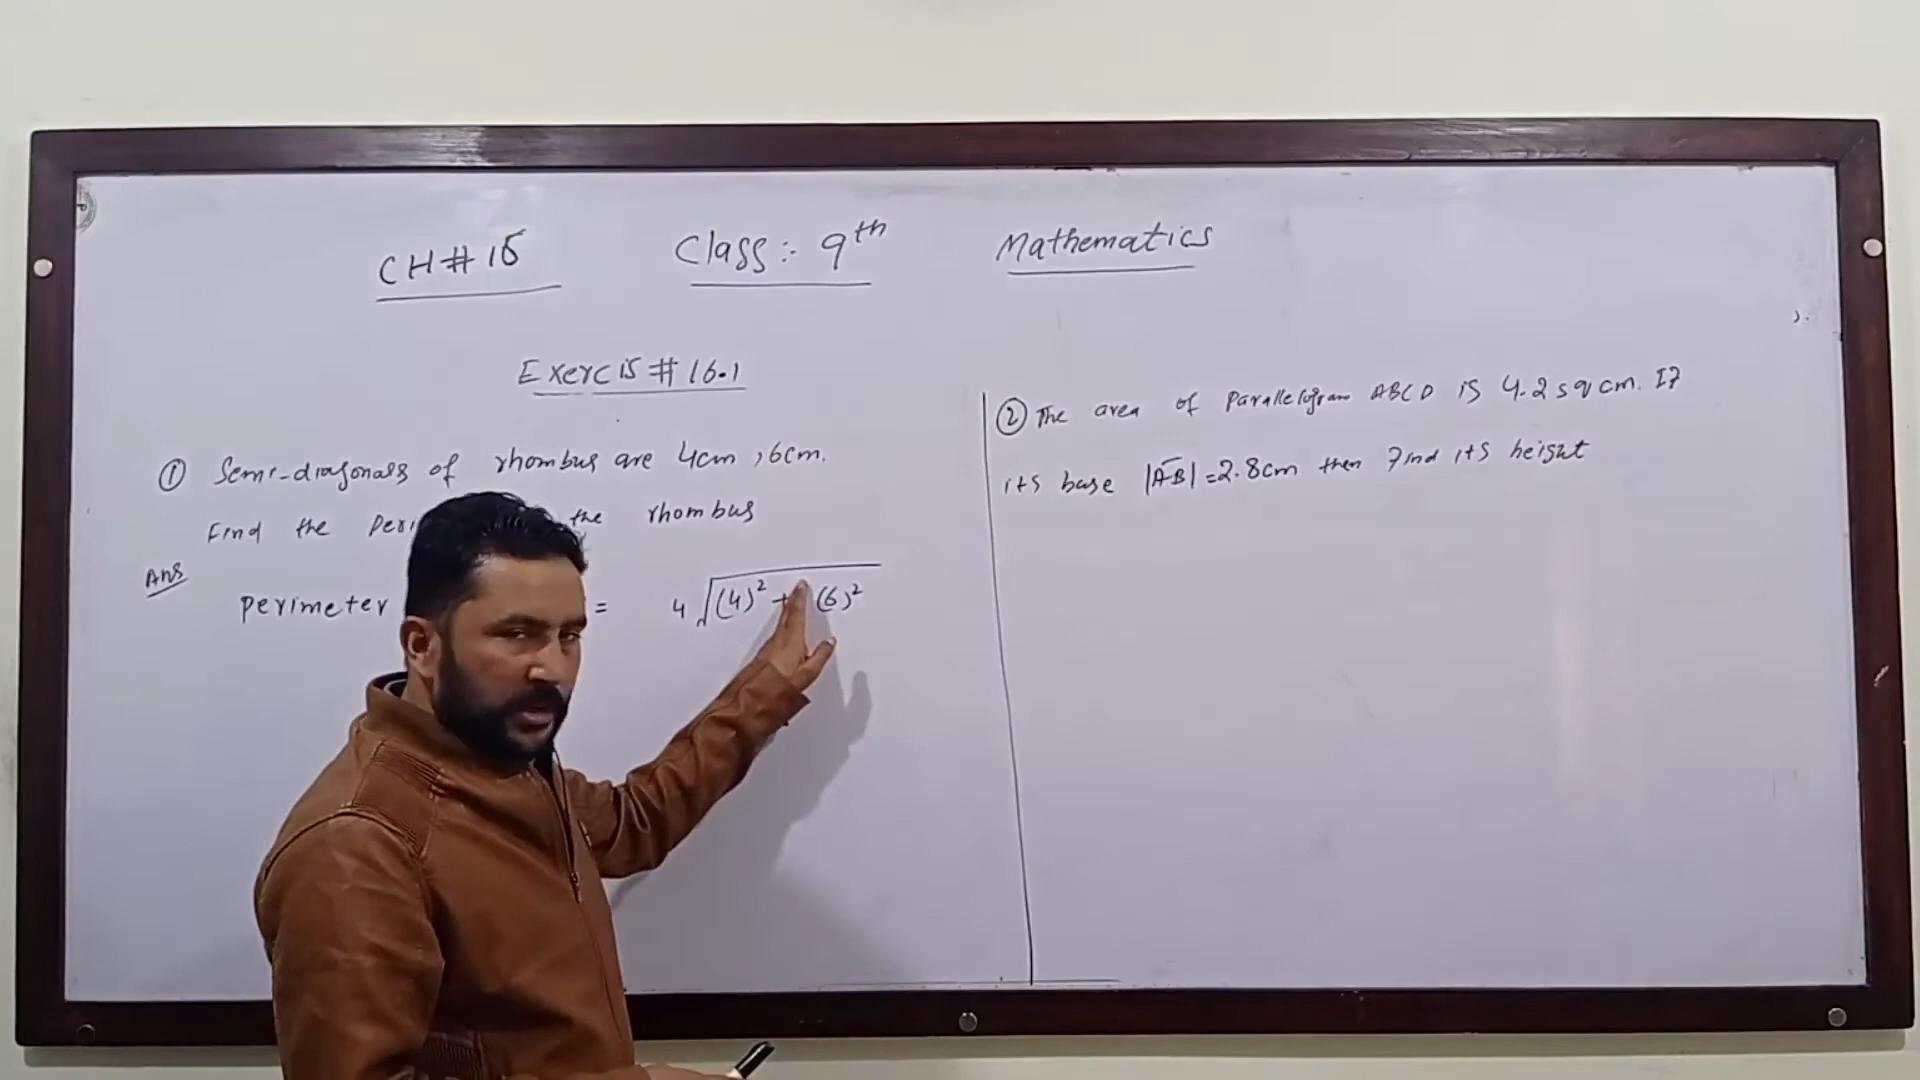 CH# 16 Class:- 9th Mathematics
Exercis # 16.1
① Semi-diagonals of rhombus are 4cm, 6cm.
Find the the rhombus
Ans
perimeter = 4√(4)² + (6)²
② The area of parallelogram ABCD is 4.2 sq cm. If
its base |AB| = 2.8cm then find its height